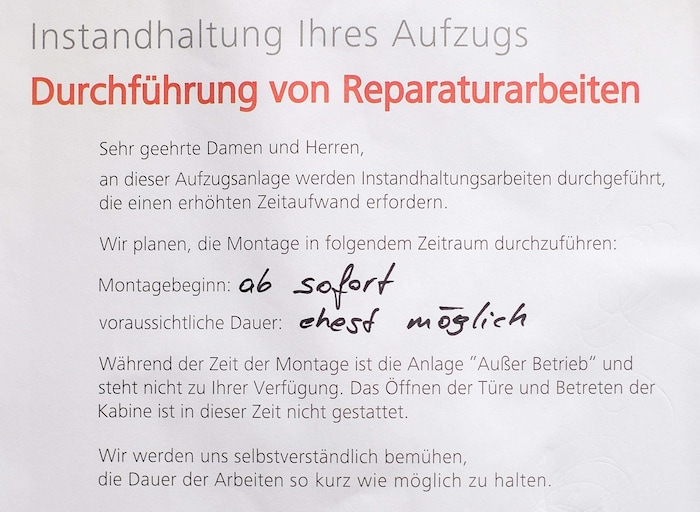 Instandhaltung Ihres Aufzugs
Durchführung von Reparaturarbeiten
Sehr geehrte Damen und Herren,
an dieser Aufzugsanlage werden Instandhaltungsarbeiten durchgeführt,
die einen erhöhten Zeitaufwand erfordern.
Wir planen, die Montage in folgendem Zeitraum durchzuführen:
Montagebeginn: ab sofort
voraussichtliche Dauer: ehest möglich
Während der Zeit der Montage ist die Anlage "Außer Betrieb" und
steht nicht zu Ihrer Verfügung. Das Öffnen der Türe und Betreten der
Kabine ist in dieser Zeit nicht gestattet.
Wir werden uns selbstverständlich bemühen,
die Dauer der Arbeiten so kurz wie möglich zu halten.